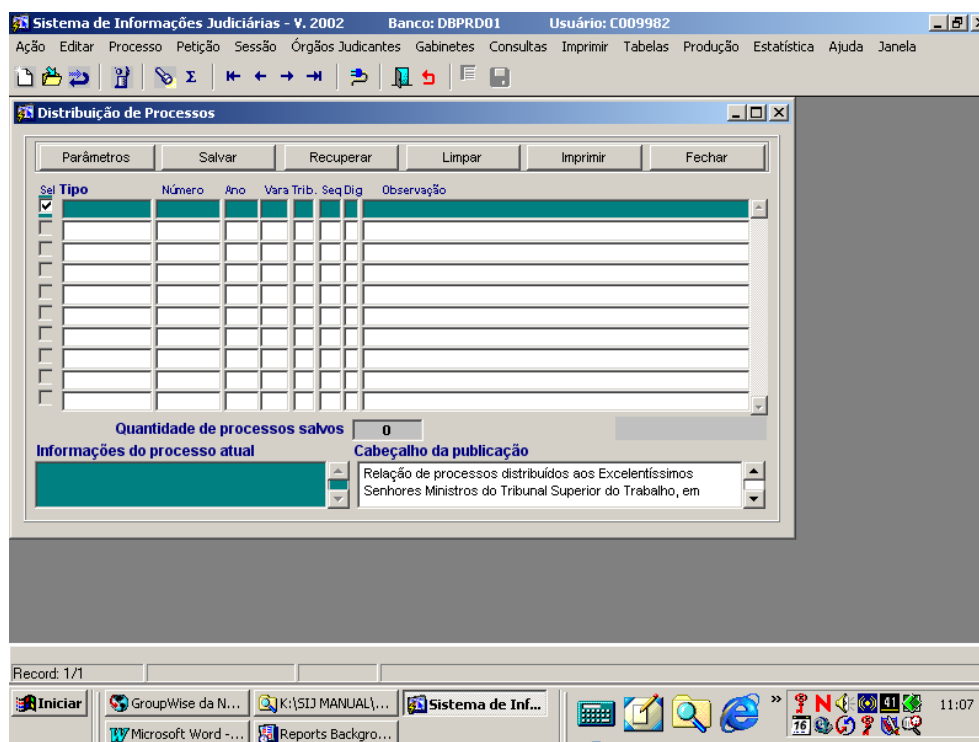 Sistema de Informações Judiciárias - V. 2002 Banco: DBPRD01 Usuário: C009982
Ação Editar Processo Petição Sessão Órgãos Judicantes Gabinetes Consultas Imprimir Tabelas Produção Estatística Ajuda Janela
Distribuição de Processos
Parâmetros Salvar Recuperar Limpar Imprimir Fechar
Sel Tipo Número Ano Vara Trib. Seq Dig Observação
Quantidade de processos salvos 0
Informações do processo atual Cabeçalho da publicação
Relação de processos distribuídos aos Excelentíssimos
Senhores Ministros do Tribunal Superior do Trabalho, em
Record: 1/1
Iniciar GroupWise da N... K:\SIJ MANUAL\... Sistema de Inf... » N 41 11:07
Microsoft Word -... Reports Backgro... 16